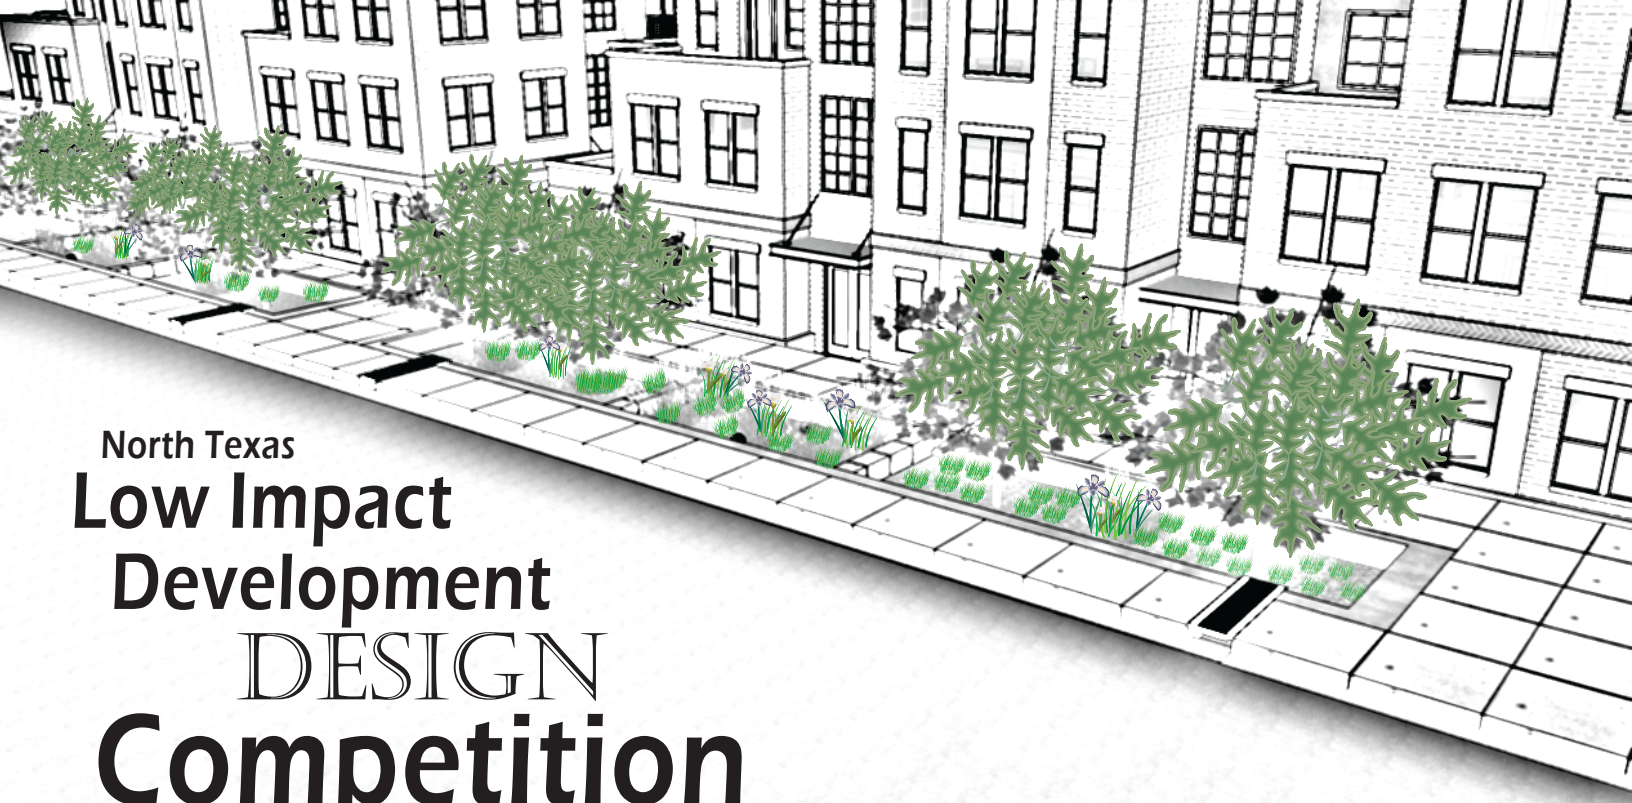 North Texas
Low Impact
Development
DESIGN
Competition